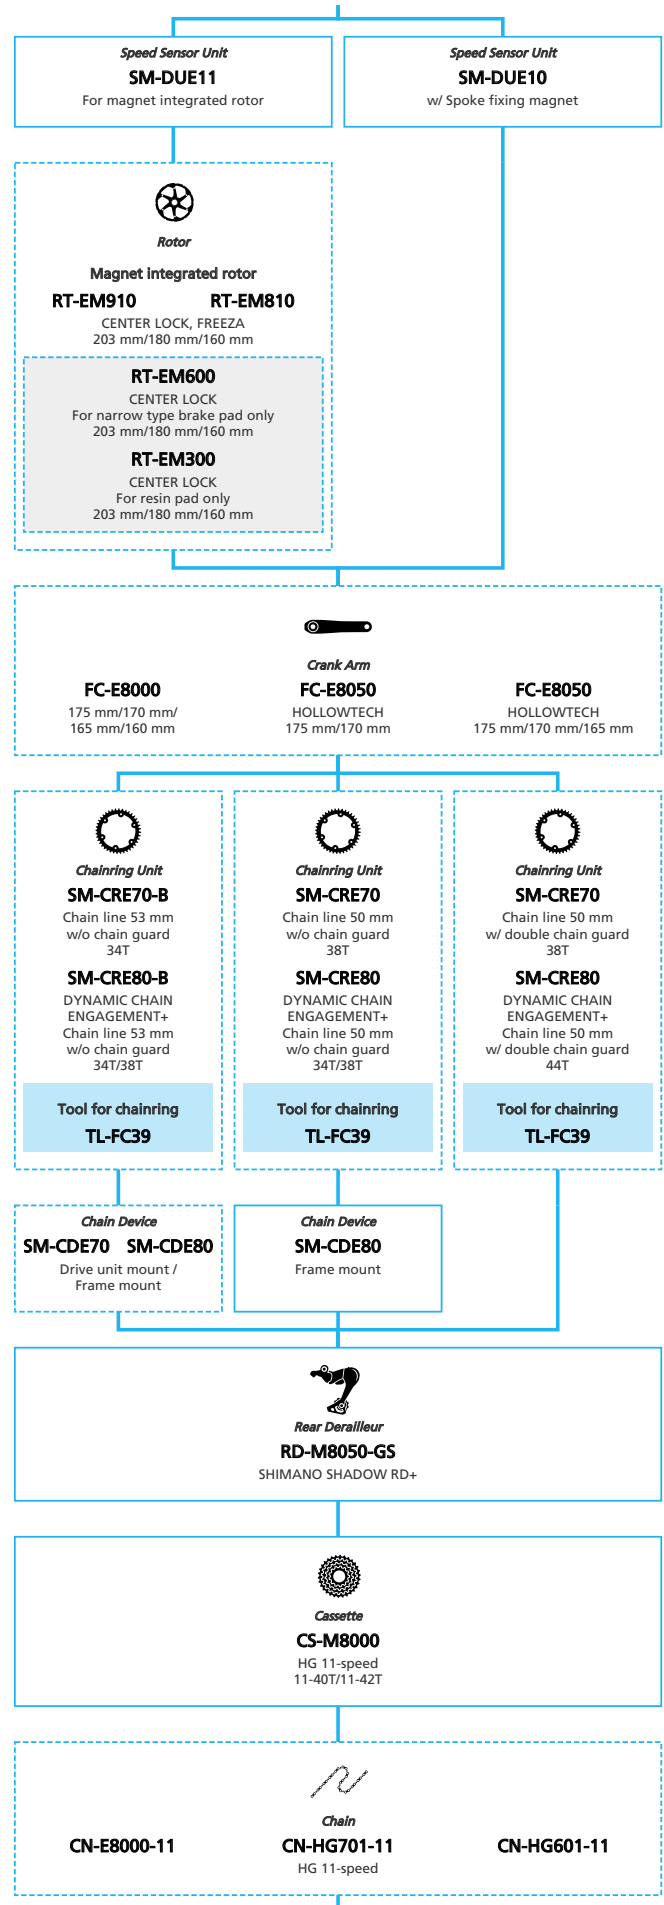 Speed Sensor Unit
SM-DUE11
For magnet integrated rotor
Speed Sensor Unit
SM-DUE10
w/ Spoke fixing magnet
Rotor
Magnet integrated rotor
RT-EM910 RT-EM810
CENTER LOCK, FREEZA
203 mm/180 mm/160 mm
RT-EM600
CENTER LOCK
For narrow type brake pad only
203 mm/180 mm/160 mm
RT-EM300
CENTER LOCK
For resin pad only
203 mm/180 mm/160 mm
Crank Arm
FC-E8000
175 mm/170 mm/
165 mm/160 mm
FC-E8050
HOLLOWTECH
175 mm/170 mm
FC-E8050
HOLLOWTECH
175 mm/170 mm/165 mm
Chainring Unit
SM-CRE70-B
Chain line 53 mm
w/o chain guard
34T
SM-CRE80-B
DYNAMIC CHAIN
ENGAGEMENT+
Chain line 53 mm
w/o chain guard
34T/38T
Tool for chainring
TL-FC39
Chainring Unit
SM-CRE70
Chain line 50 mm
w/o chain guard
38T
SM-CRE80
DYNAMIC CHAIN
ENGAGEMENT+
Chain line 50 mm
w/o chain guard
34T/38T
Tool for chainring
TL-FC39
Chainring Unit
SM-CRE70
Chain line 50 mm
w/ double chain guard
38T
SM-CRE80
DYNAMIC CHAIN
ENGAGEMENT+
Chain line 50 mm
w/ double chain guard
44T
Tool for chainring
TL-FC39
Chain Device
SM-CDE70 SM-CDE80
Drive unit mount /
Frame mount
Chain Device
SM-CDE80
Frame mount
Rear Derailleur
RD-M8050-GS
SHIMANO SHADOW RD+
Cassette
CS-M8000
HG 11-speed
11-40T/11-42T
Chain
CN-E8000-11 CN-HG701-11 CN-HG601-11
HG 11-speed